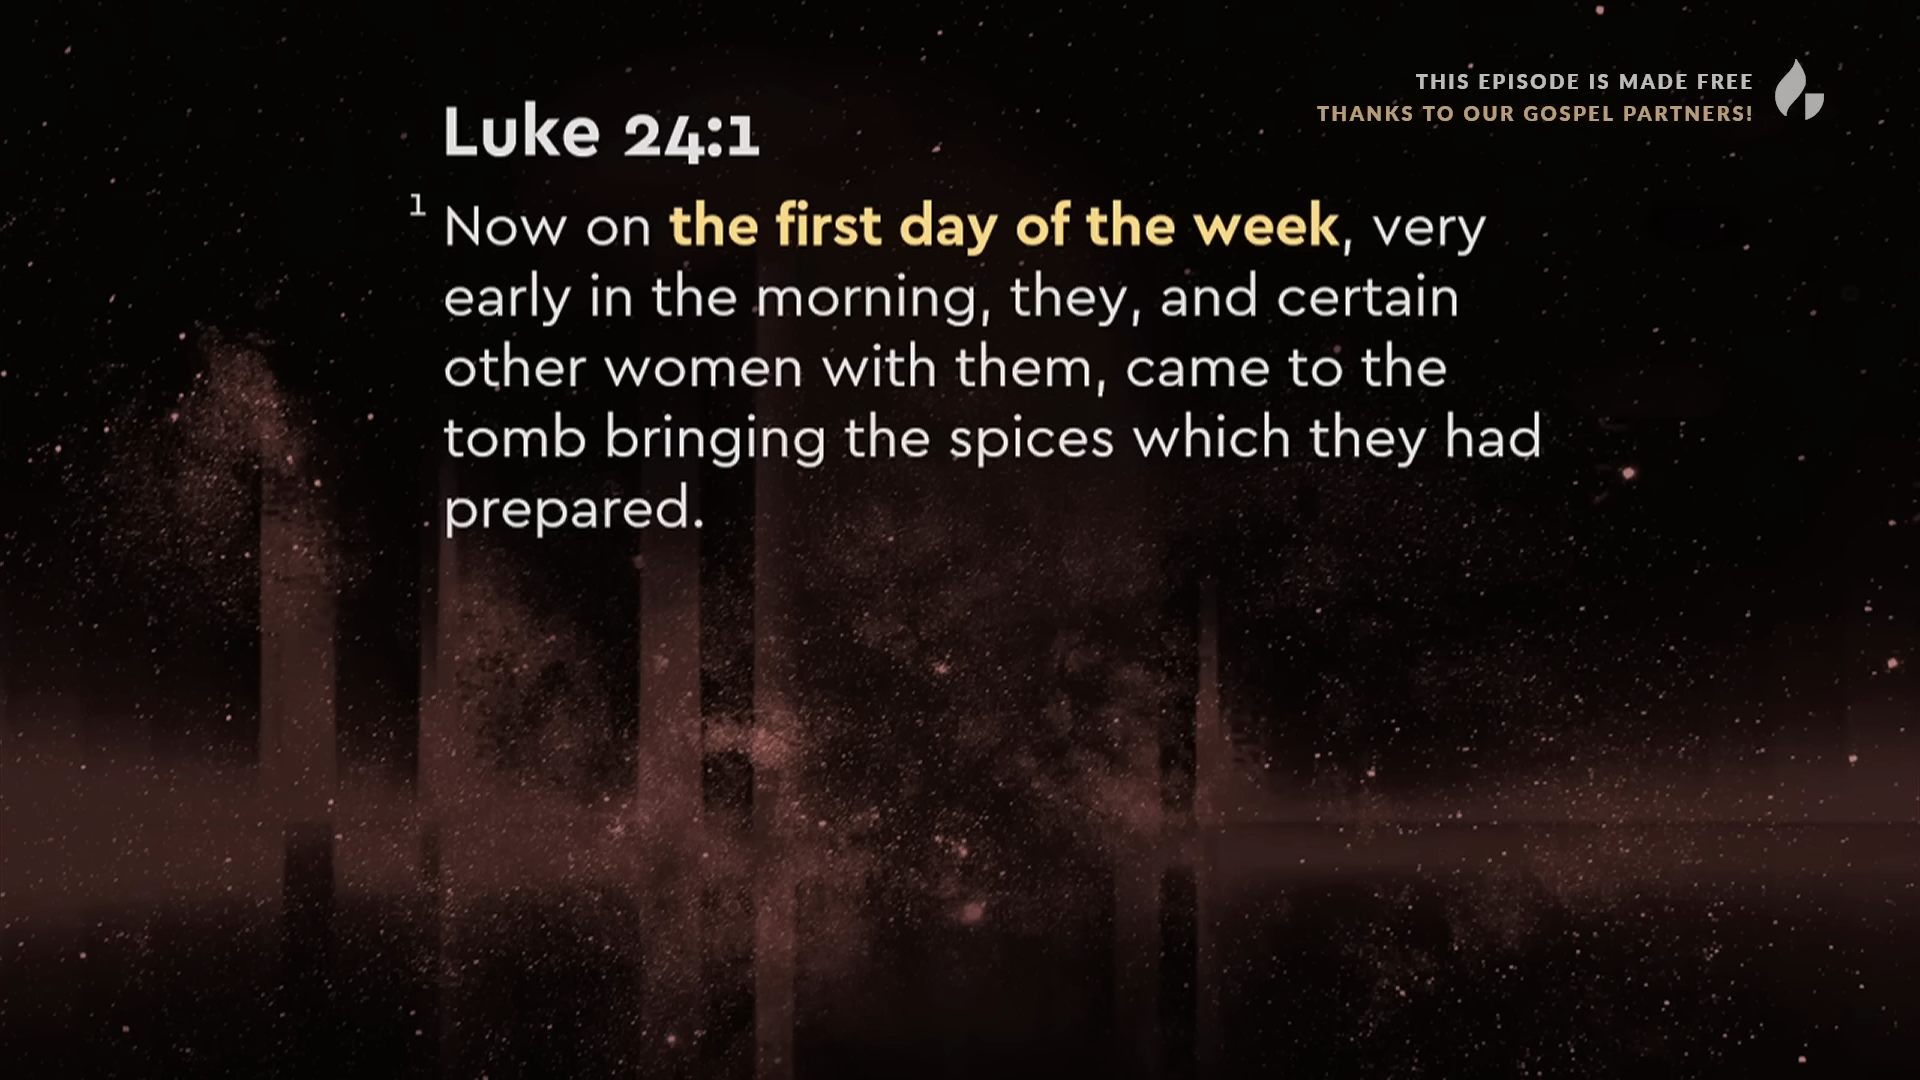 THIS EPISODE IS MADE FREE
THANKS TO OUR GOSPEL PARTNERS!
Luke 24:1
1 Now on the first day of the week, very
early in the morning, they, and certain
other women with them, came to the
tomb bringing the spices which they had
prepared.